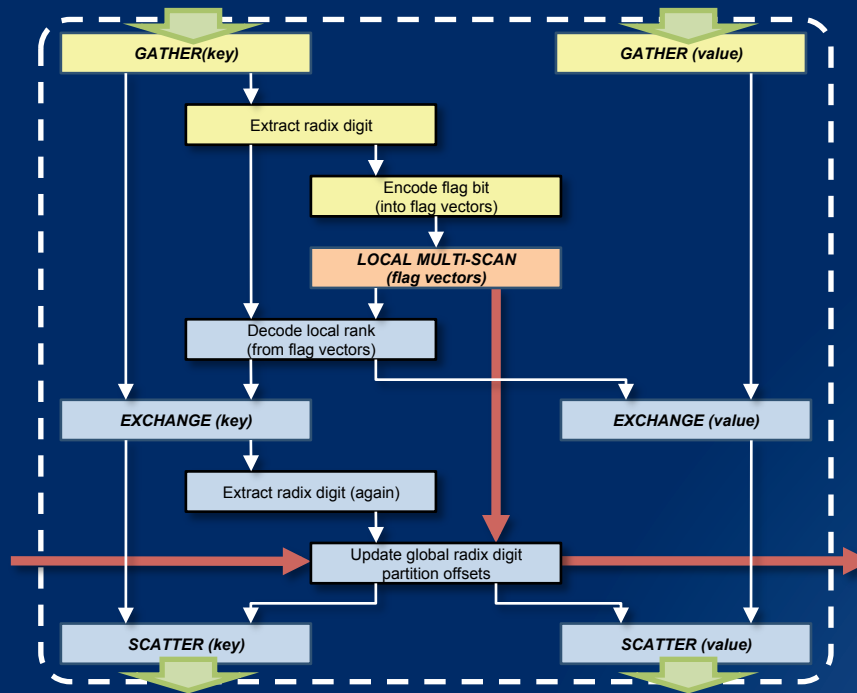 GATHER(key)
GATHER (value)
Extract radix digit
Encode flag bit
(into flag vectors)
LOCAL MULTI-SCAN
(flag vectors)
Decode local rank
(from flag vectors)
EXCHANGE (key)
EXCHANGE (value)
Extract radix digit (again)
Update global radix digit
partition offsets
SCATTER (key)
SCATTER (value)